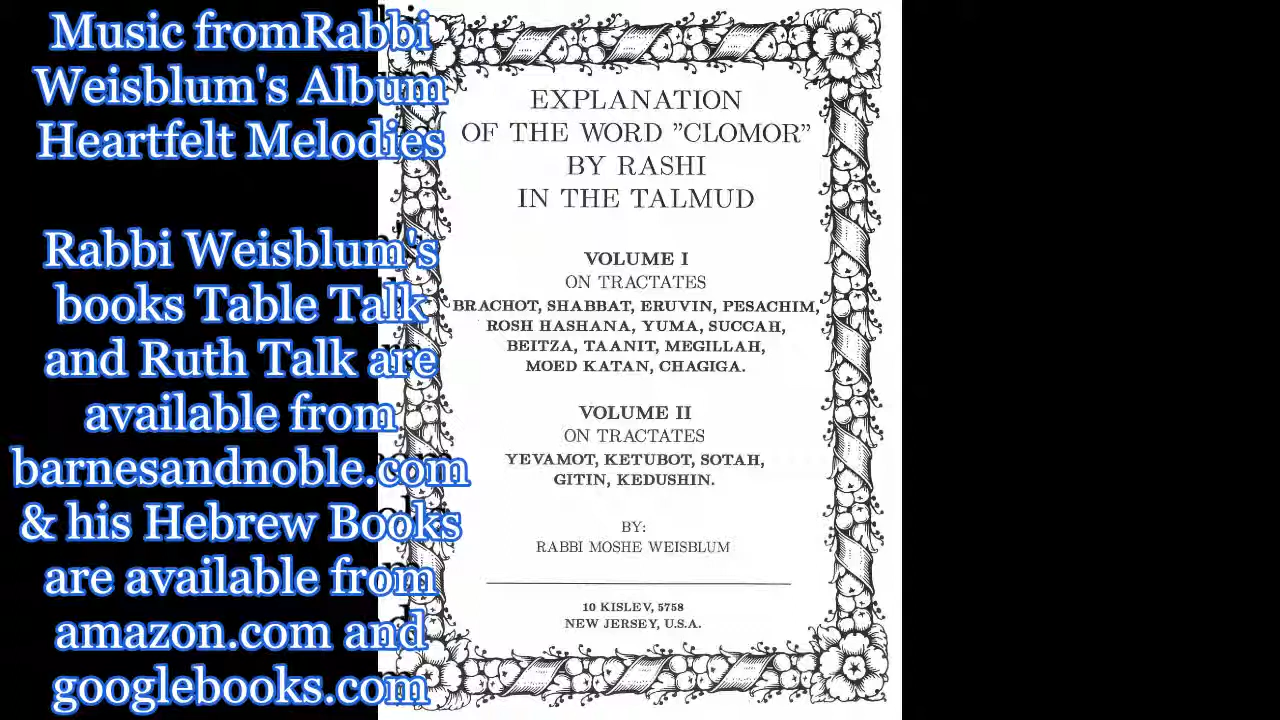 Music fromRabbi
Weisblum's Album
Heartfelt Melodies
Rabbi Weisblum's
books Table Talk
and Ruth Talk are
available from
barnesandnoble.com
& his Hebrew Books
are available from
amazon.com and
googlebooks.com
EXPLANATION
OF THE WORD "CLOMOR"
BY RASHI
IN THE TALMUD
VOLUME I
ON TRACTATES
BRACHOT, SHABBAT, ERUVIN, PESACHIM,
ROSH HASHANA, YUMA, SUCCAH,
BEITZA, TAANIT, MEGILLAH,
MOED KATAN, CHAGIGA.
VOLUME II
ON TRACTATES
YEVAMOT, KETUBOT, SOTAH,
GITIN, KEDUSHIN.
BY:
RABBI MOSHE WEISBLUM
10 KISLEV, 5758
NEW JERSEY, U.S.A.